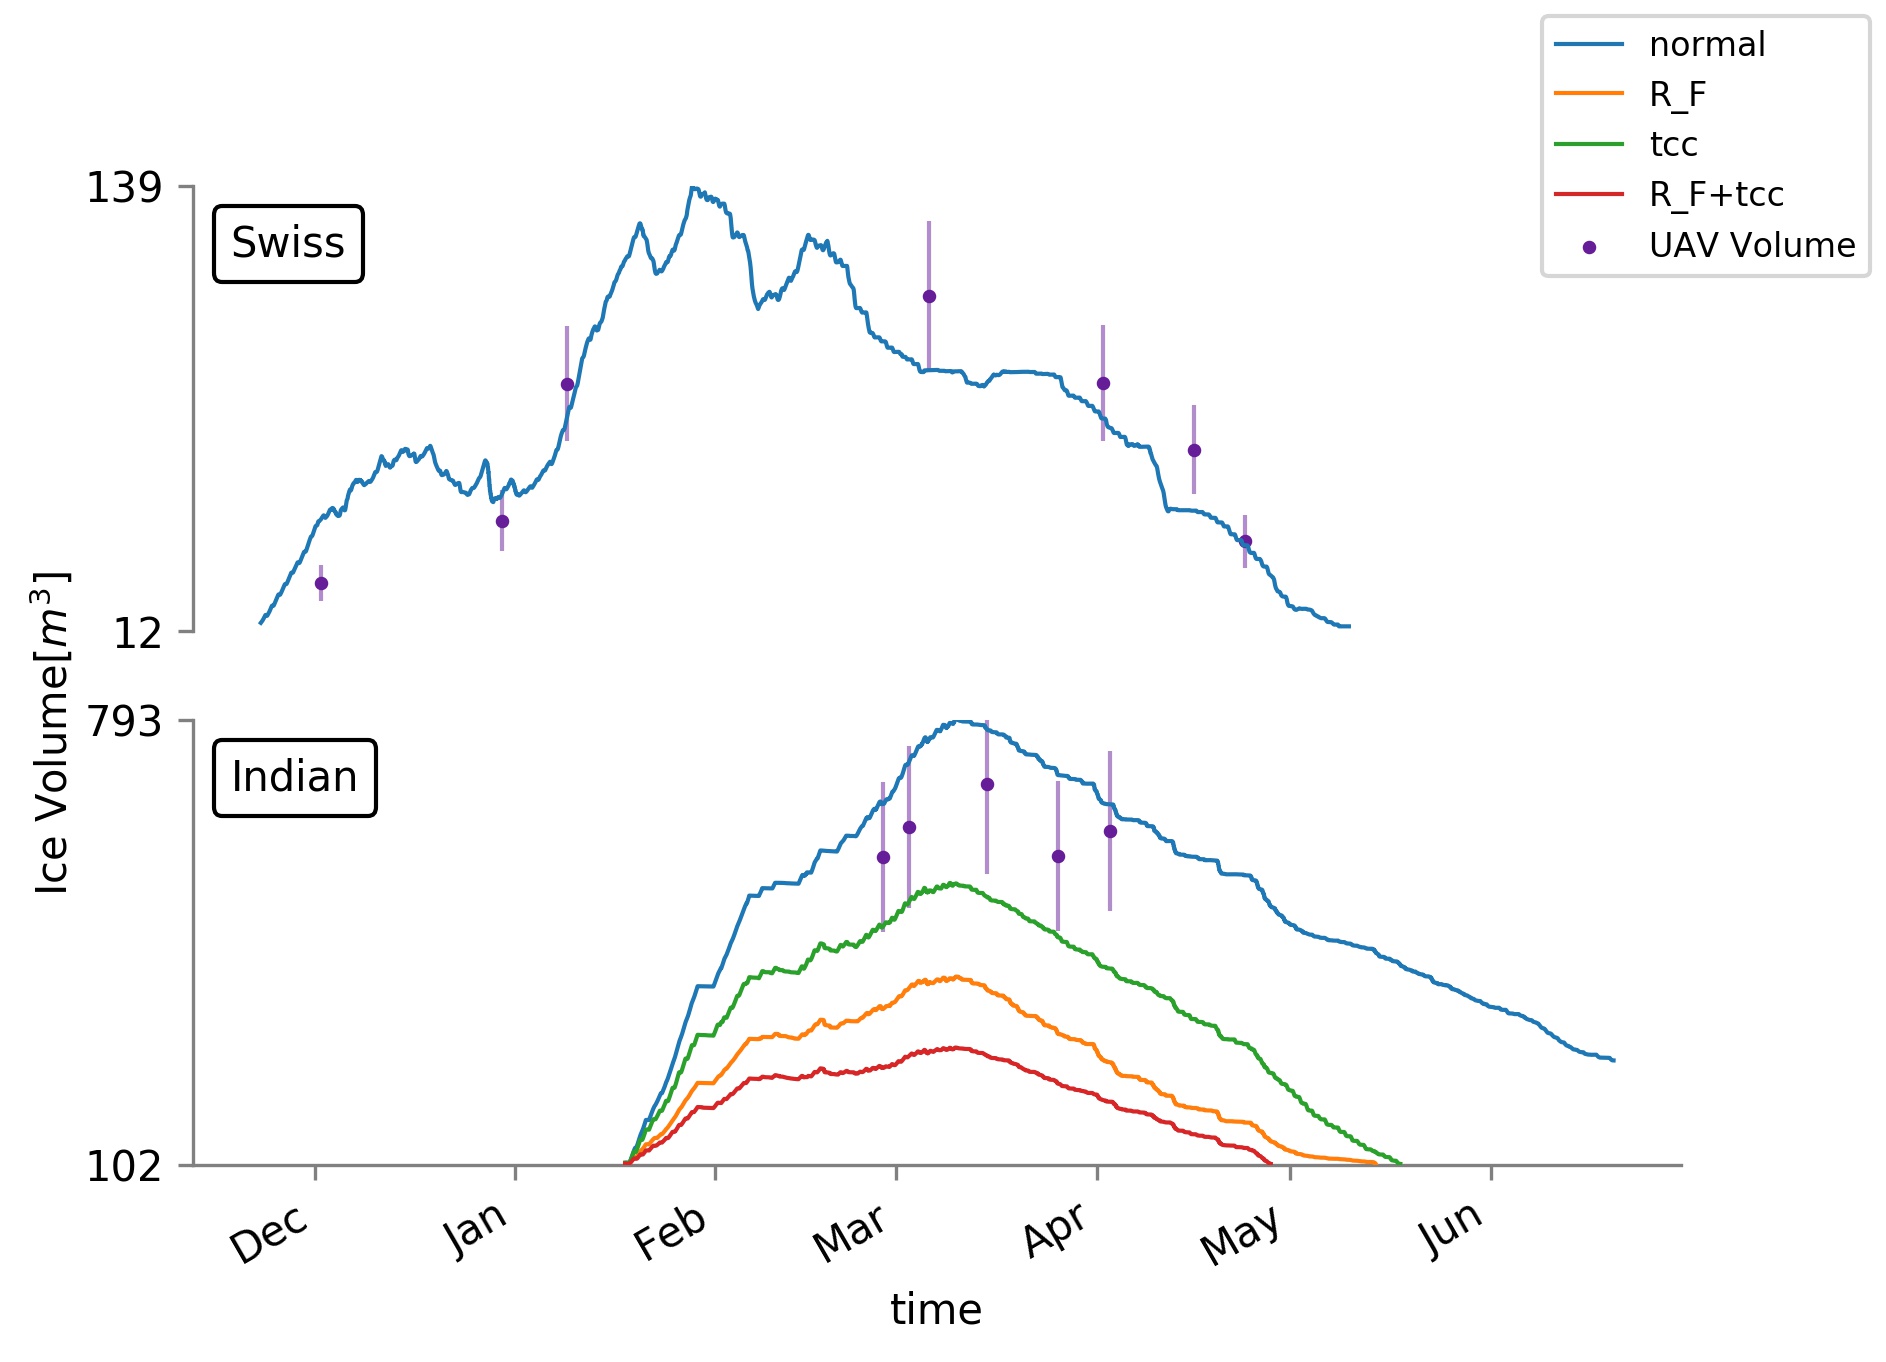 normal
R_F
tcc
R_F+tcc
UAV Volume
139
Swiss
12
Ice Volume[m³]
793
Indian
102
Dec Jan Feb Mar Apr May Jun
time